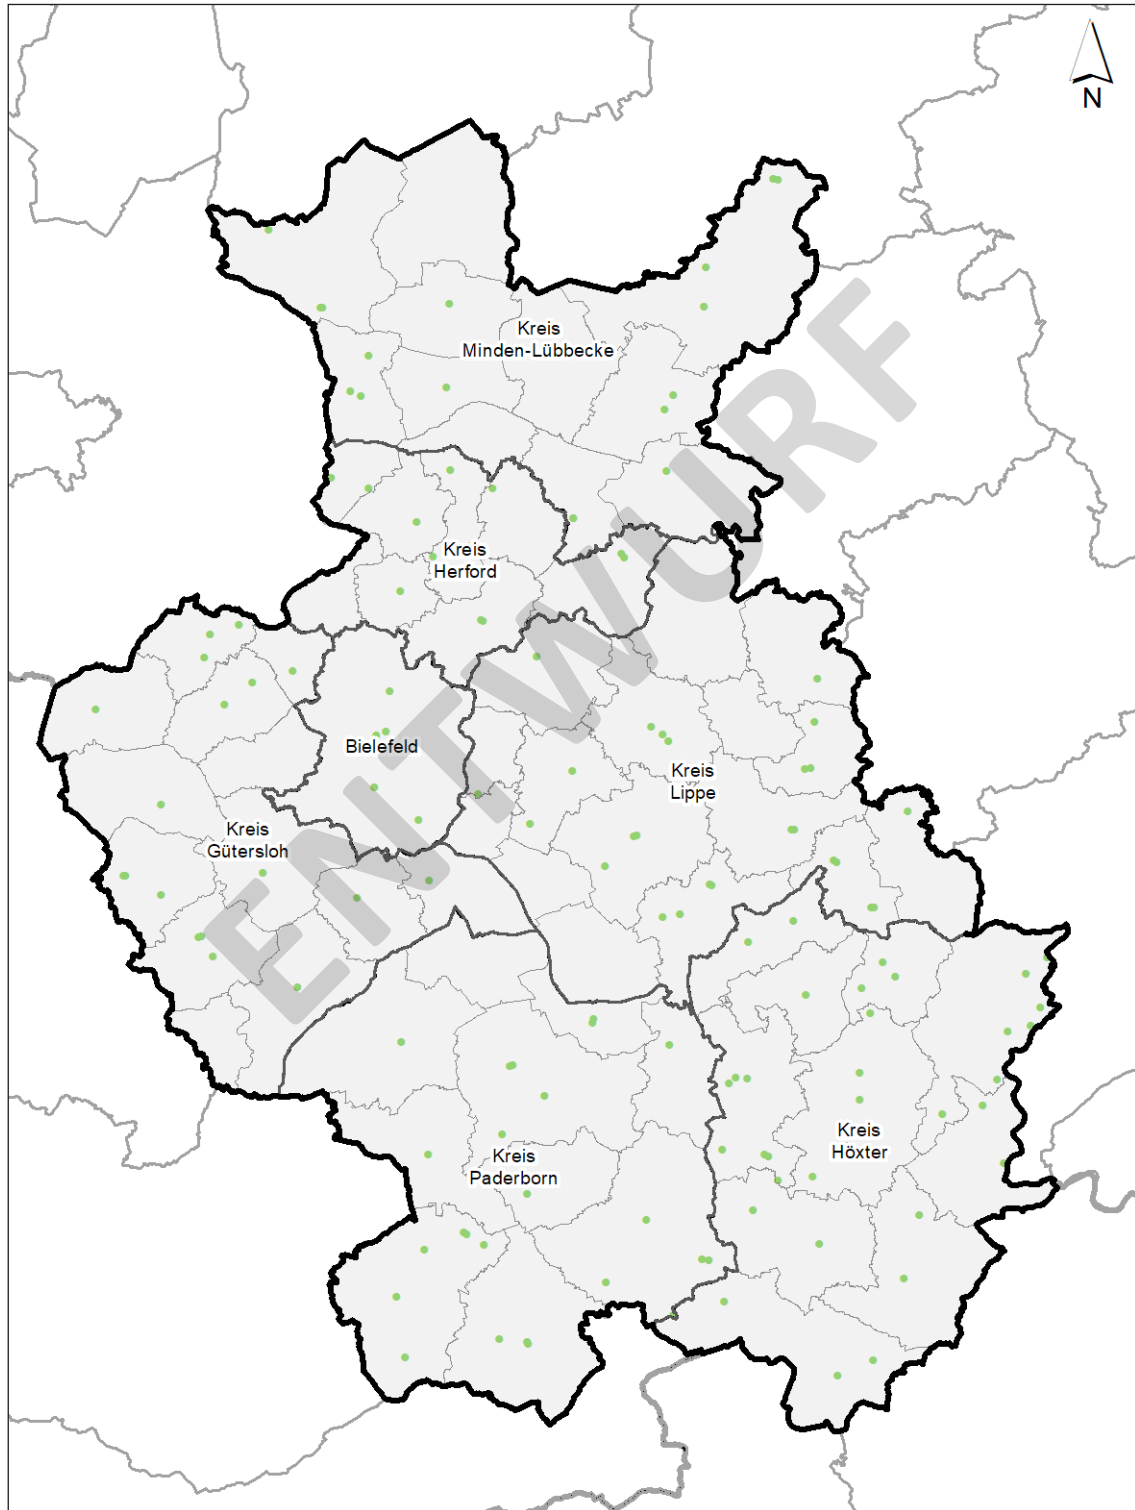 N
Kreis
Minden-Lübbecke
Kreis
Herford
Bielefeld
Kreis
Lippe
Kreis
Gütersloh
Kreis
Höxter
Kreis
Paderborn
ENTWURF